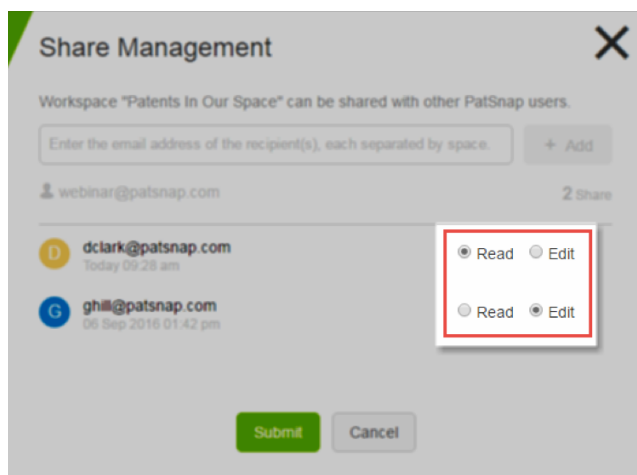 Share Management
Workspace "Patents In Our Space" can be shared with other PatSnap users.
Enter the email address of the recipient(s), each separated by space.
+ Add
webinar@patsnap.com
2 Share
D
dclark@patsnap.com
Today 09:28 am
Read
Edit
G
ghill@patsnap.com
06 Sep 2016 01:42 pm
Read
Edit
Submit
Cancel